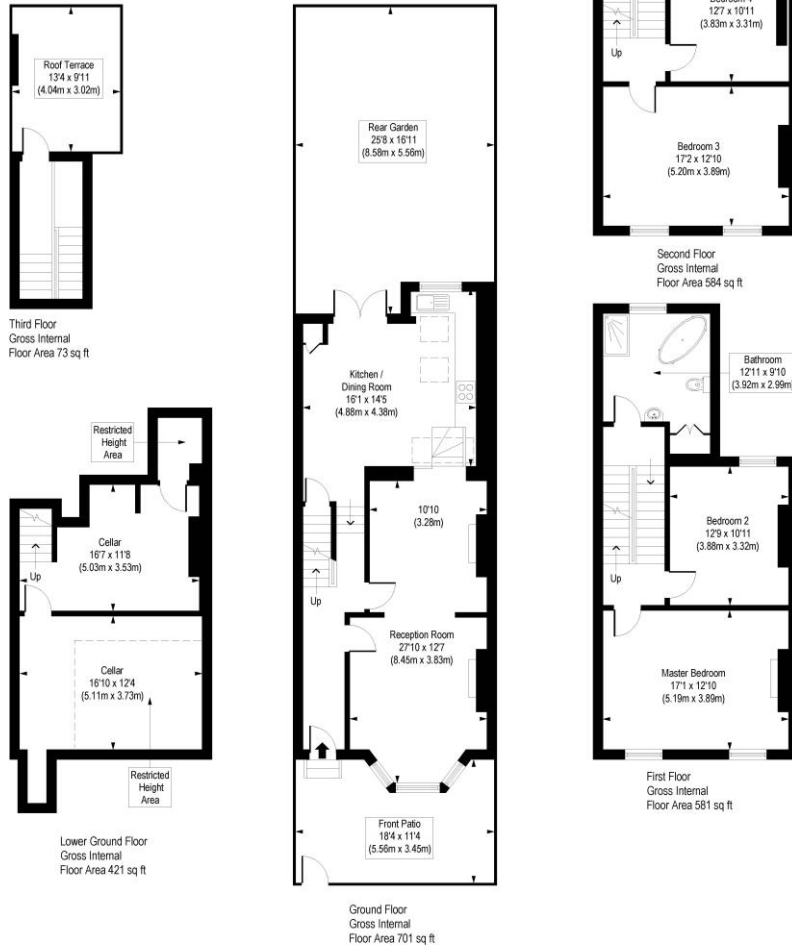 Roof Terrace
13'4 x 9'11
(4.04m x 3.02m)
Third Floor
Gross Internal
Floor Area 73 sq ft
Restricted
Height
Area
Cellar
16'7 x 11'8
(5.03m x 3.53m)
Up
Cellar
16'10 x 12'4
(5.11m x 3.73m)
Restricted
Height
Area
Lower Ground Floor
Gross Internal
Floor Area 421 sq ft
Rear Garden
25'8 x 16'11
(8.58m x 5.56m)
Kitchen /
Dining Room
16'1 x 14'5
(4.88m x 4.38m)
10'10
(3.28m)
Up
Reception Room
27'10 x 12'7
(8.45m x 3.83m)
Front Patio
18'4 x 11'4
(5.56m x 3.45m)
Ground Floor
Gross Internal
Floor Area 701 sq ft
12'7 x 10'11
(3.83m x 3.31m)
Up
Bedroom 3
17'2 x 12'10
(5.20m x 3.89m)
Second Floor
Gross Internal
Floor Area 584 sq ft
Bathroom
12'11 x 9'10
(3.92m x 2.99m)
Bedroom 2
12'9 x 10'11
(3.88m x 3.32m)
Up
Master Bedroom
17'1 x 12'10
(5.19m x 3.89m)
First Floor
Gross Internal
Floor Area 581 sq ft